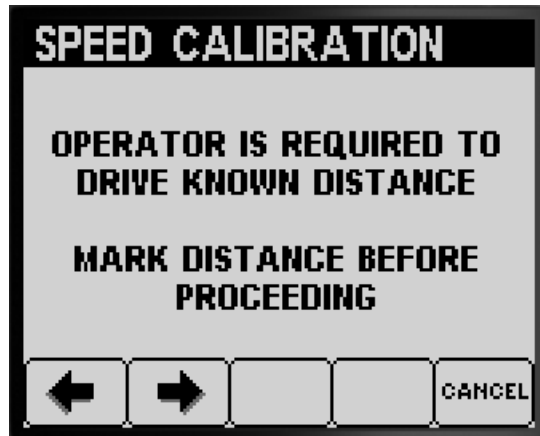 SPEED CALIBRATION
OPERATOR IS REQUIRED TO
DRIVE KNOWN DISTANCE
MARK DISTANCE BEFORE
PROCEEDING
CANCEL